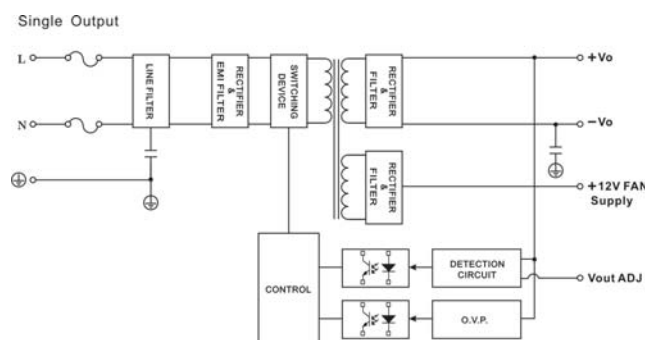 Single Output
L
LINE FILTER
RECTIFIER
&
EMI FILTER
SWITCHING
DEVICE
RECTIFIER
&
FILTER
+Vo
N
-Vo
RECTIFIER
&
FILTER
+12V FAN
Supply
CONTROL
DETECTION
CIRCUIT
Vout ADJ
O.V.P.